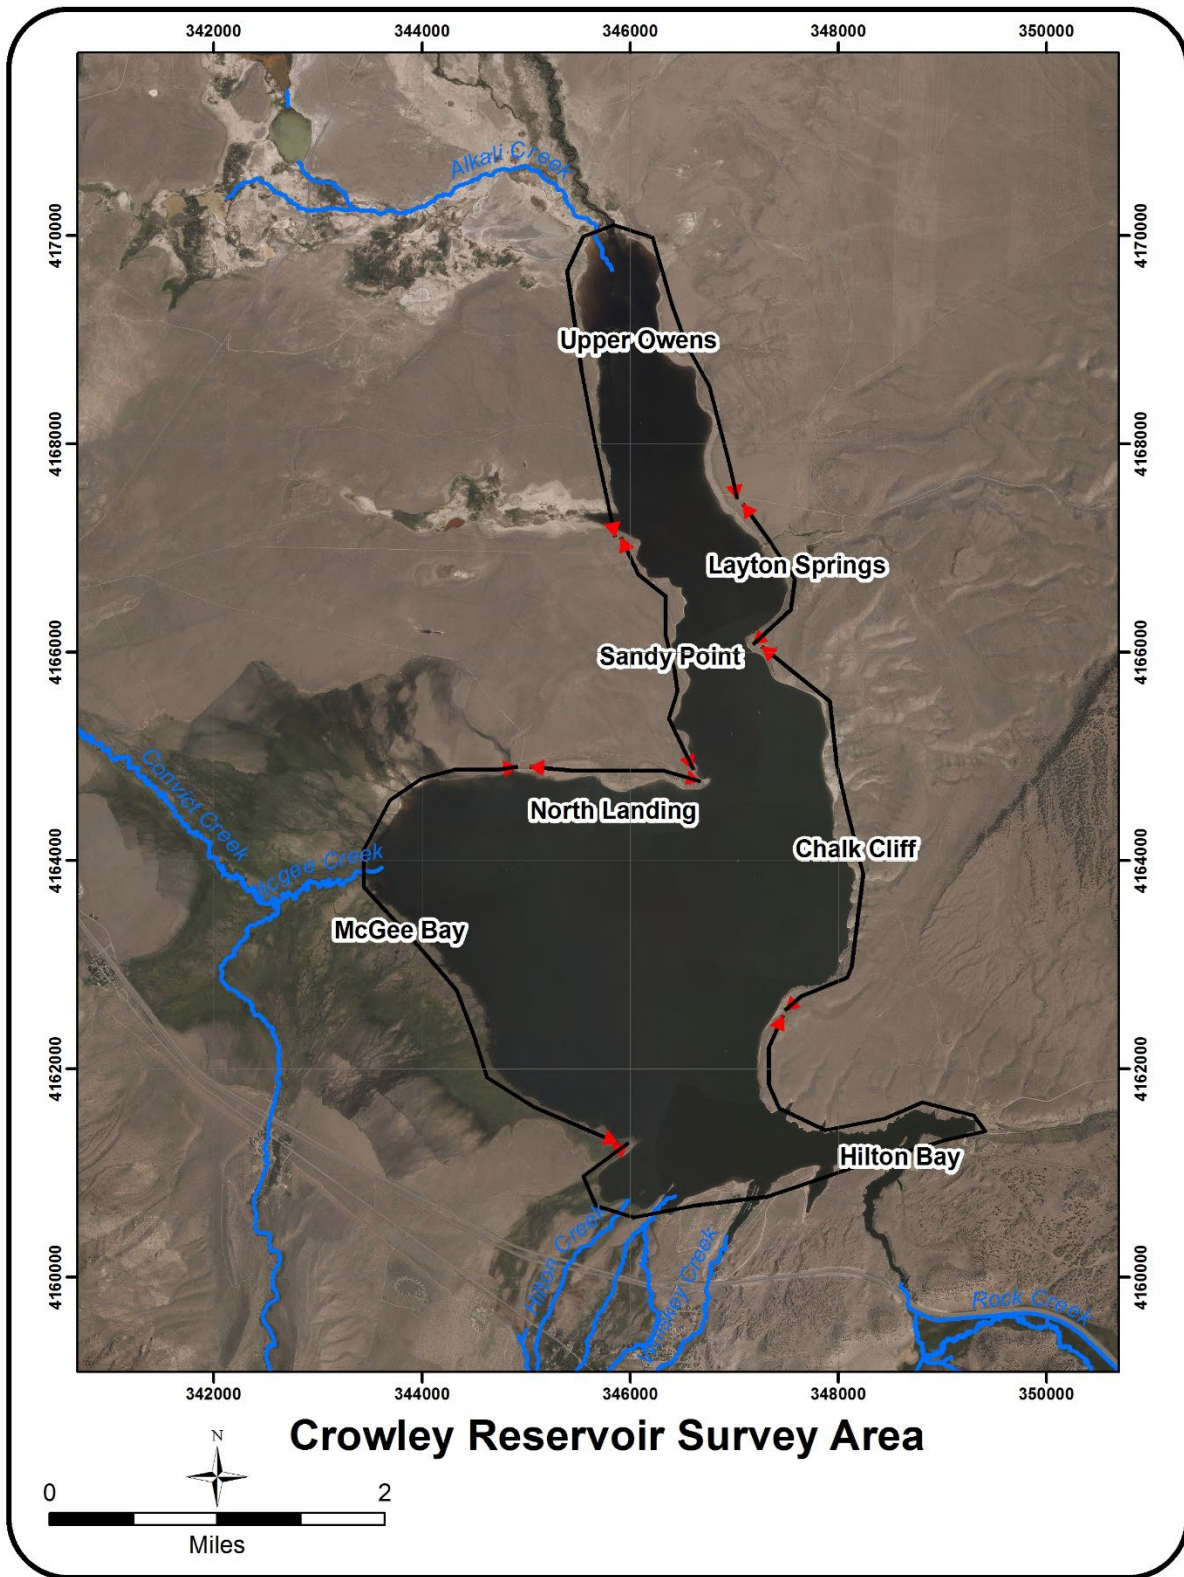 342000 344000 346000 348000 350000
Alkali Creek
4170000 4170000
Upper Owens
4168000 4168000
Layton Springs
4166000 4166000
Sandy Point
Convict Creek
North Landing
4164000 4164000
Chalk Cliff
Mcgee Creek
McGee Bay
4162000 4162000
Hilton Bay
Hilton Creek
Whiskey Creek
4160000 4160000
Rock Creek
342000 344000 346000 348000 350000
Crowley Reservoir Survey Area
N
0 2
Miles